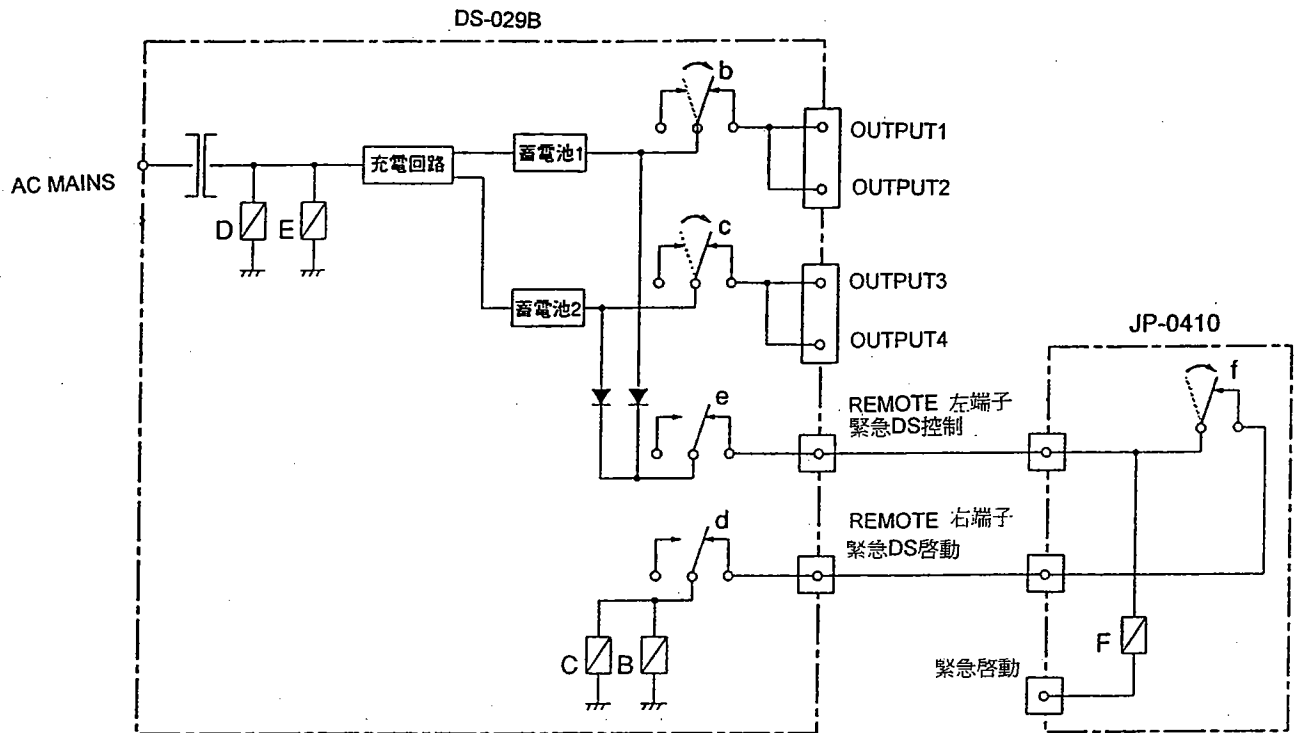 DS-029B
b
OUTPUT1
OUTPUT2
AC MAINS
充電回路
蓄電池1
D
E
c
OUTPUT3
OUTPUT4
蓄電池2
JP-0410
f
e
REMOTE 左端子
緊急DS控制
d
REMOTE 右端子
緊急DS啓動
C
B
F
緊急啓動